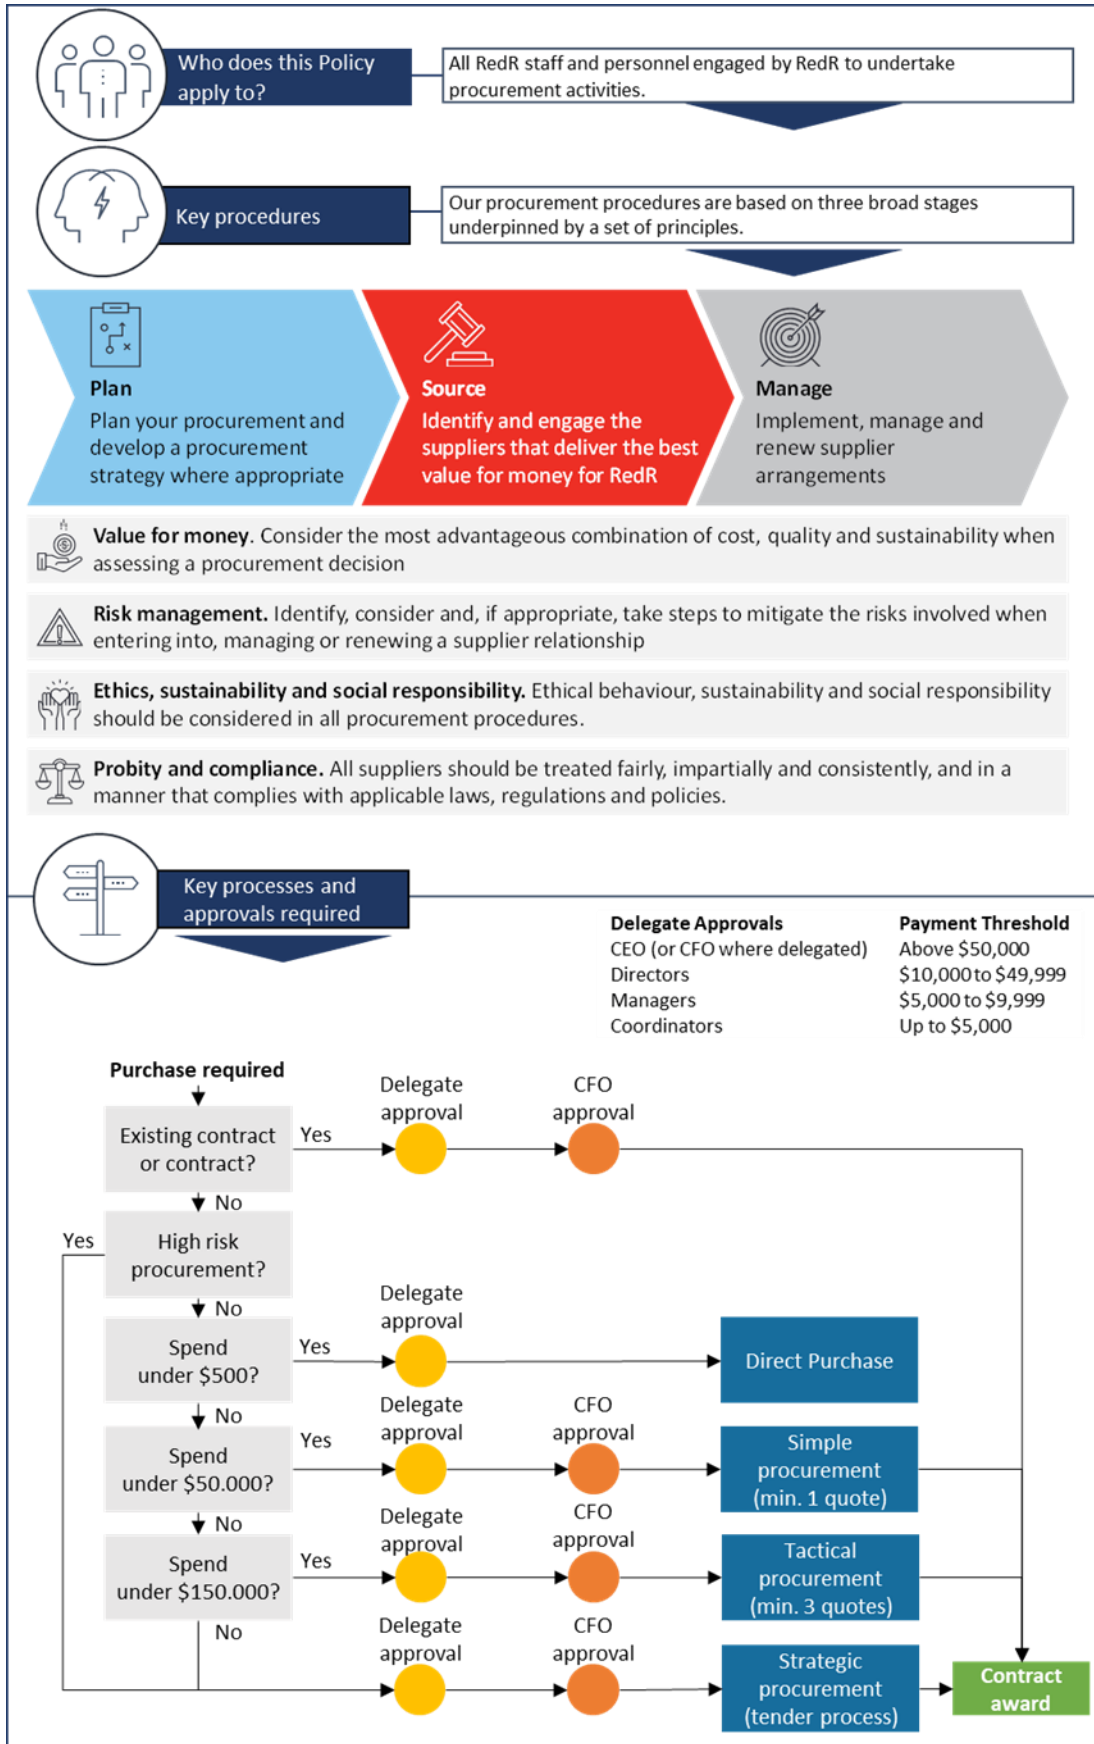 Who does this Policy
apply to?
All RedR staff and personnel engaged by RedR to undertake
procurement activities.
Key procedures
Our procurement procedures are based on three broad stages
underpinned by a set of principles.
Plan
Plan your procurement and
develop a procurement
strategy where appropriate
Source
Identify and engage the
suppliers that deliver the best
value for money for RedR
Manage
Implement, manage and
renew supplier
arrangements
Value for money. Consider the most advantageous combination of cost, quality and sustainability when
assessing a procurement decision
Risk management. Identify, consider and, if appropriate, take steps to mitigate the risks involved when
entering into, managing or renewing a supplier relationship
Ethics, sustainability and social responsibility. Ethical behaviour, sustainability and social responsibility
should be considered in all procurement procedures.
Probity and compliance. All suppliers should be treated fairly, impartially and consistently, and in a
manner that complies with applicable laws, regulations and policies.
Key processes and
approvals required
Delegate Approvals Payment Threshold
CEO (or CFO where delegated) Above $50,000
Directors $10,000 to $49,999
Managers $5,000 to $9,999
Coordinators Up to $5,000
Purchase required
Existing contract
or contract?
Yes
Delegate
approval
CFO
approval
No
High risk
procurement?
Yes
No
Spend
under $500?
Yes
Delegate
approval
Direct Purchase
No
Spend
under $50.000?
Yes
Delegate
approval
CFO
approval
Simple
procurement
(min. 1 quote)
No
Spend
under $150.000?
Yes
Delegate
approval
CFO
approval
Tactical
procurement
(min. 3 quotes)
No
Delegate
approval
CFO
approval
Strategic
procurement
(tender process)
Contract
award